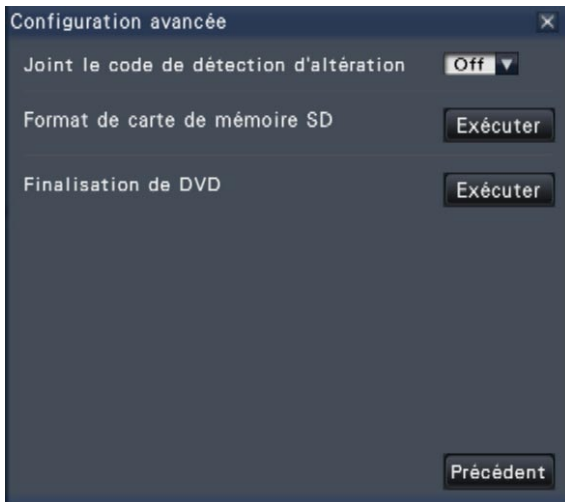 Configuration avancée
Joint le code de détection d'altération Off
Format de carte de mémoire SD Exécuter
Finalisation de DVD Exécuter
Précédent